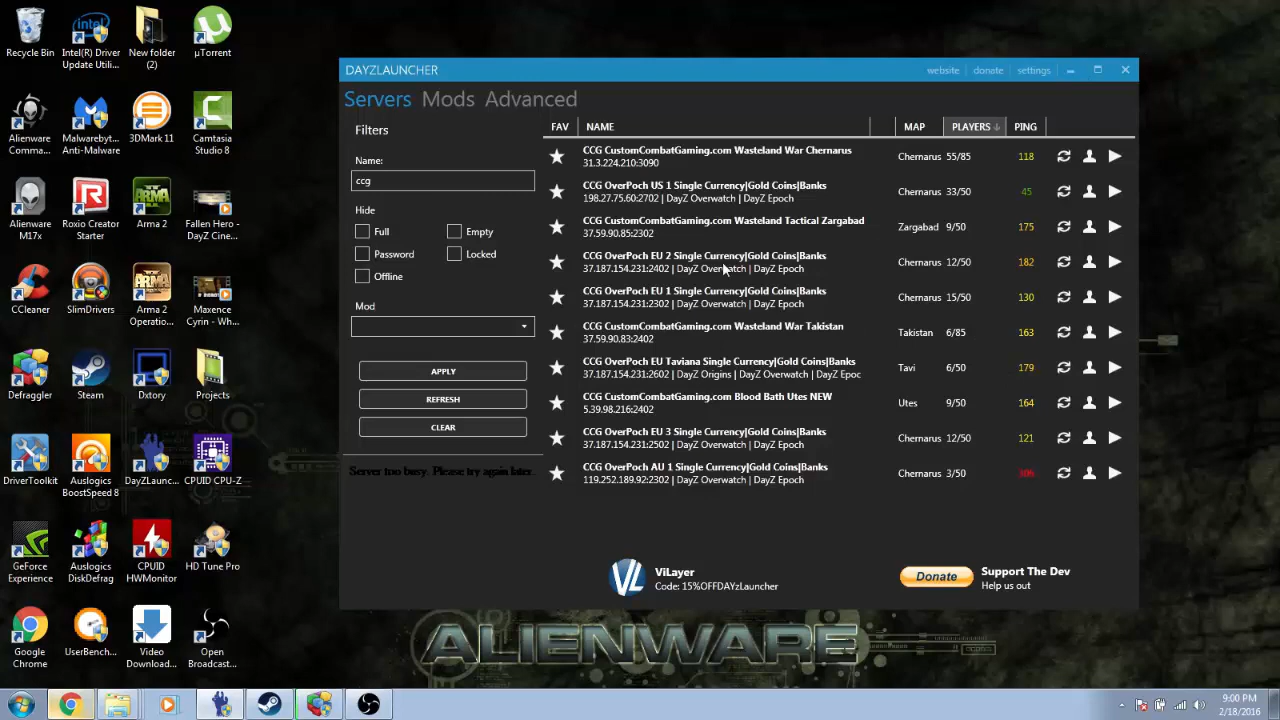 Recycle Bin
Intel(R) Driver
Update Utili...
New folder
(2)
µTorrent
Alienware
Comma...
Malwarebyt...
Anti-Malware
3DMark 11
Camtasia
Studio 8
Alienware
M17x
Roxio Creator
Starter
Arma 2
Fallen Hero -
DayZ Cine...
CCleaner
SlimDrivers
Arma 2
Operatio...
Maxence
Cyrin - Wh...
Defraggler
Steam
Dxtory
Projects
DriverToolkit
Auslogics
BoostSpeed 8
DayZLaunc...
CPUID CPU-Z
GeForce
Experience
Auslogics
DiskDefrag
CPUID
HWMonitor
HD Tune Pro
Google
Chrome
UserBench...
Video
Download...
Open
Broadcast...
DAYZLAUNCHER
website donate settings
Servers Mods Advanced
Filters
Name:
ccg
Hide
Full Empty
Password Locked
Offline
Mod
APPLY
REFRESH
CLEAR
Server too busy. Please try again later.
FAV NAME MAP PLAYERS PING
CCG CustomCombatGaming.com Wasteland War Chernarus
31.3.224.210:3090
Chernarus 55/85 118
CCG OverPoch US 1 Single Currency|Gold Coins|Banks
198.27.75.60:2702 | DayZ Overwatch | DayZ Epoch
Chernarus 33/50 45
CCG CustomCombatGaming.com Wasteland Tactical Zargabad
37.59.90.85:2302
Zargabad 9/50 175
CCG OverPoch EU 2 Single Currency|Gold Coins|Banks
37.187.154.231:2402 | DayZ Overwatch | DayZ Epoch
Chernarus 12/50 182
CCG OverPoch EU 1 Single Currency|Gold Coins|Banks
37.187.154.231:2302 | DayZ Overwatch | DayZ Epoch
Chernarus 15/50 130
CCG CustomCombatGaming.com Wasteland War Takistan
37.59.90.83:2402
Takistan 6/85 163
CCG OverPoch EU Taviana Single Currency|Gold Coins|Banks
37.187.154.231:2602 | DayZ Origins | DayZ Overwatch | DayZ Epoc
Tavi 6/50 179
CCG CustomCombatGaming.com Blood Bath Utes NEW
5.39.98.216:2402
Utes 9/50 164
CCG OverPoch EU 3 Single Currency|Gold Coins|Banks
37.187.154.231:2502 | DayZ Overwatch | DayZ Epoch
Chernarus 12/50 121
CCG OverPoch AU 1 Single Currency|Gold Coins|Banks
119.252.189.92:2302 | DayZ Overwatch | DayZ Epoch
Chernarus 3/50
VL
ViLayer
Code: 15%OFFDAYzLauncher
Donate
Support The Dev
Help us out
ALIENWARE
9:00 PM
2/18/2016